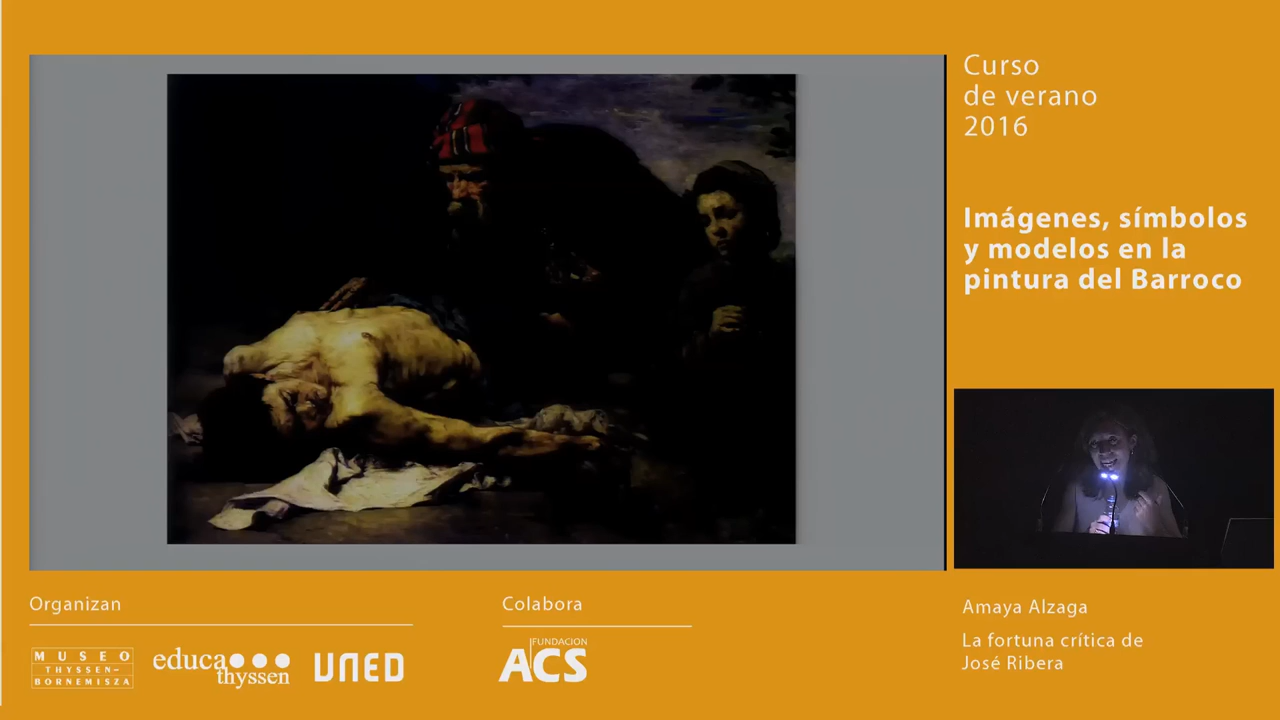 Curso
de verano
2016
Imágenes, símbolos
y modelos en la
pintura del Barroco
Organizan
MUSEO
THYSSEN-
BORNEMISZA
educa
thyssen
UNED
Colabora
FUNDACION
ACS
Amaya Alzaga
La fortuna crítica de
José Ribera